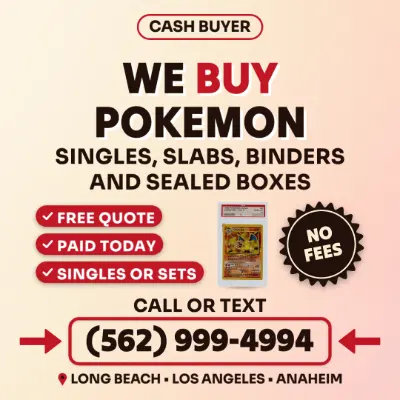 CASH BUYER
WE BUY
POKEMON
SINGLES, SLABS, BINDERS
AND SEALED BOXES
FREE QUOTE
PAID TODAY
SINGLES OR SETS
NO
FEES
CALL OR TEXT
(562) 999-4994
LONG BEACH • LOS ANGELES • ANAHEIM